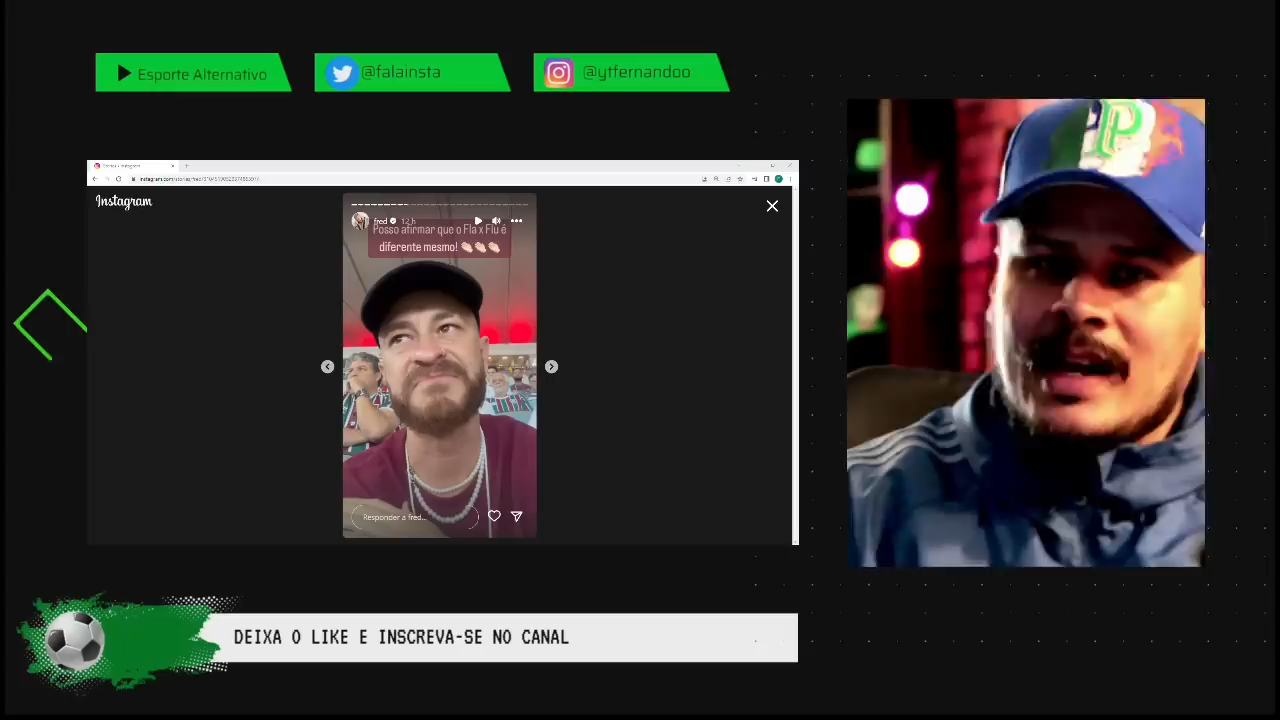 Esporte Alternativo
@falainsta
@ytfernandoo
Instagram
fred 12 h
Posso afirmar que o Fla x Flu é
diferente mesmo! 👏🏻👏🏻👏🏻
Responder a fred...
DEIXA O LIKE E INSCREVA-SE NO CANAL